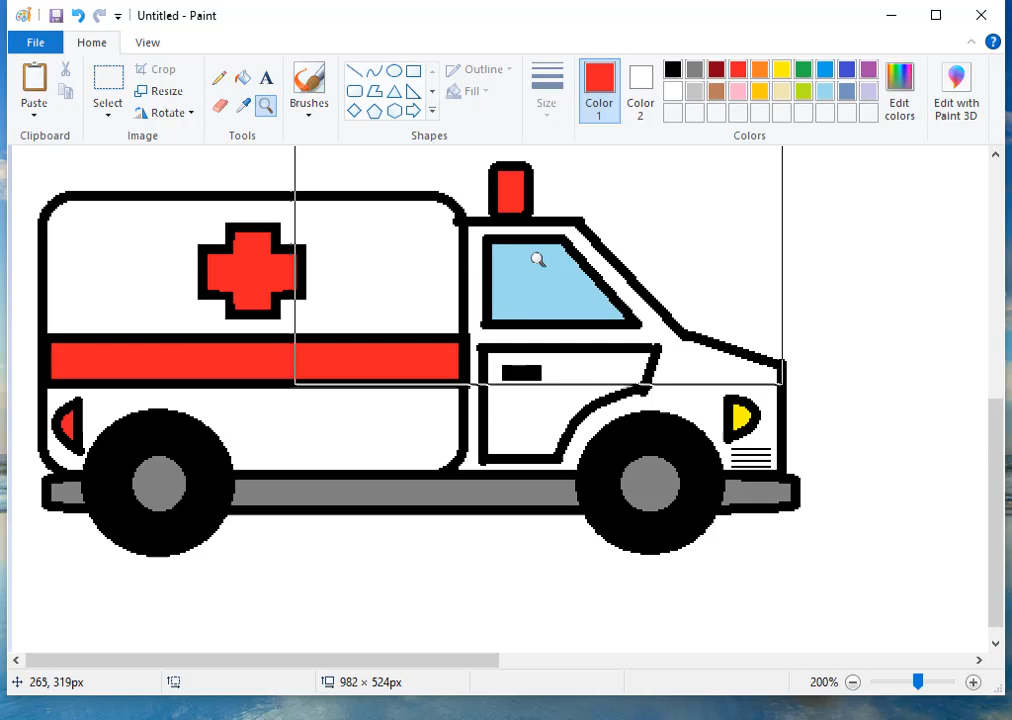 Untitled - Paint
File Home View
Paste
Select
Crop
Resize
Rotate
A
Brushes
Outline
Fill
Size
Color 1
Color 2
Edit colors
Edit with Paint 3D
Clipboard Image Tools Shapes Colors
265, 319px 982 × 524px 200%